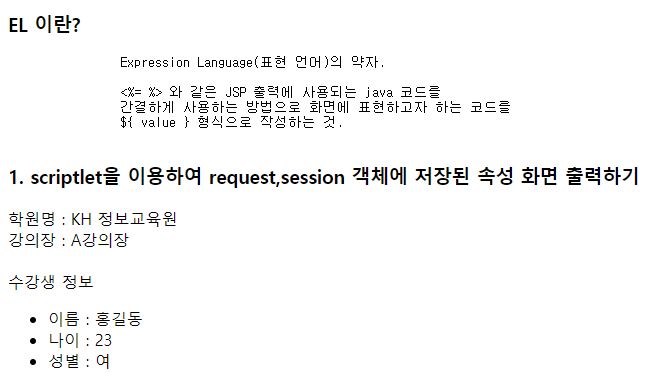 EL 이란?
Expression Language(표현 언어)의 약자.
<%= %> 와 같은 JSP 출력에 사용되는 java 코드를
간결하게 사용하는 방법으로 화면에 표현하고자 하는 코드를
${ value } 형식으로 작성하는 것.
1. scriptlet을 이용하여 request,session 객체에 저장된 속성 화면 출력하기
학원명 : KH 정보교육원
강의장 : A강의장
수강생 정보
• 이름 : 홍길동
• 나이 : 23
• 성별 : 여